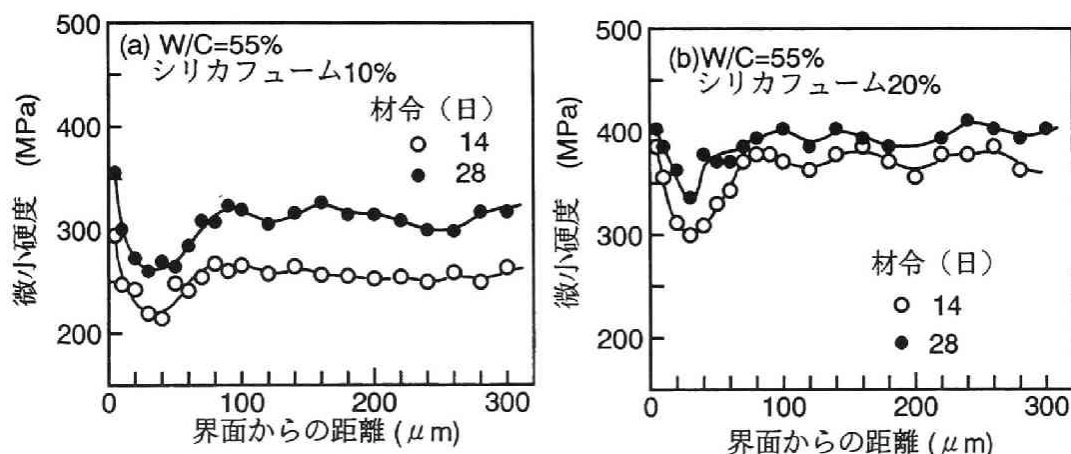 (a) W/C=55%
シリカフューム10%
材令（日）
14
28
500
400
300
200
微小硬度 (MPa)
0 100 200 300
界面からの距離 (μm)
(b)W/C=55%
シリカフューム20%
材令（日）
14
28
500
400
300
200
微小硬度 (MPa)
0 100 200 300
界面からの距離 (μm)